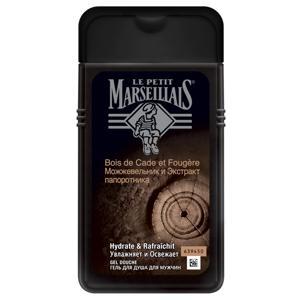 LE PETIT
MARSEILLAIS
Bois de Cade et Fougère
Можжевельник и Экстракт
папоротника
Hydrate & Rafraîchit
Увлажняет и Освежает
GEL DOUCHE
ГЕЛЬ ДЛЯ ДУША ДЛЯ МУЖЧИН